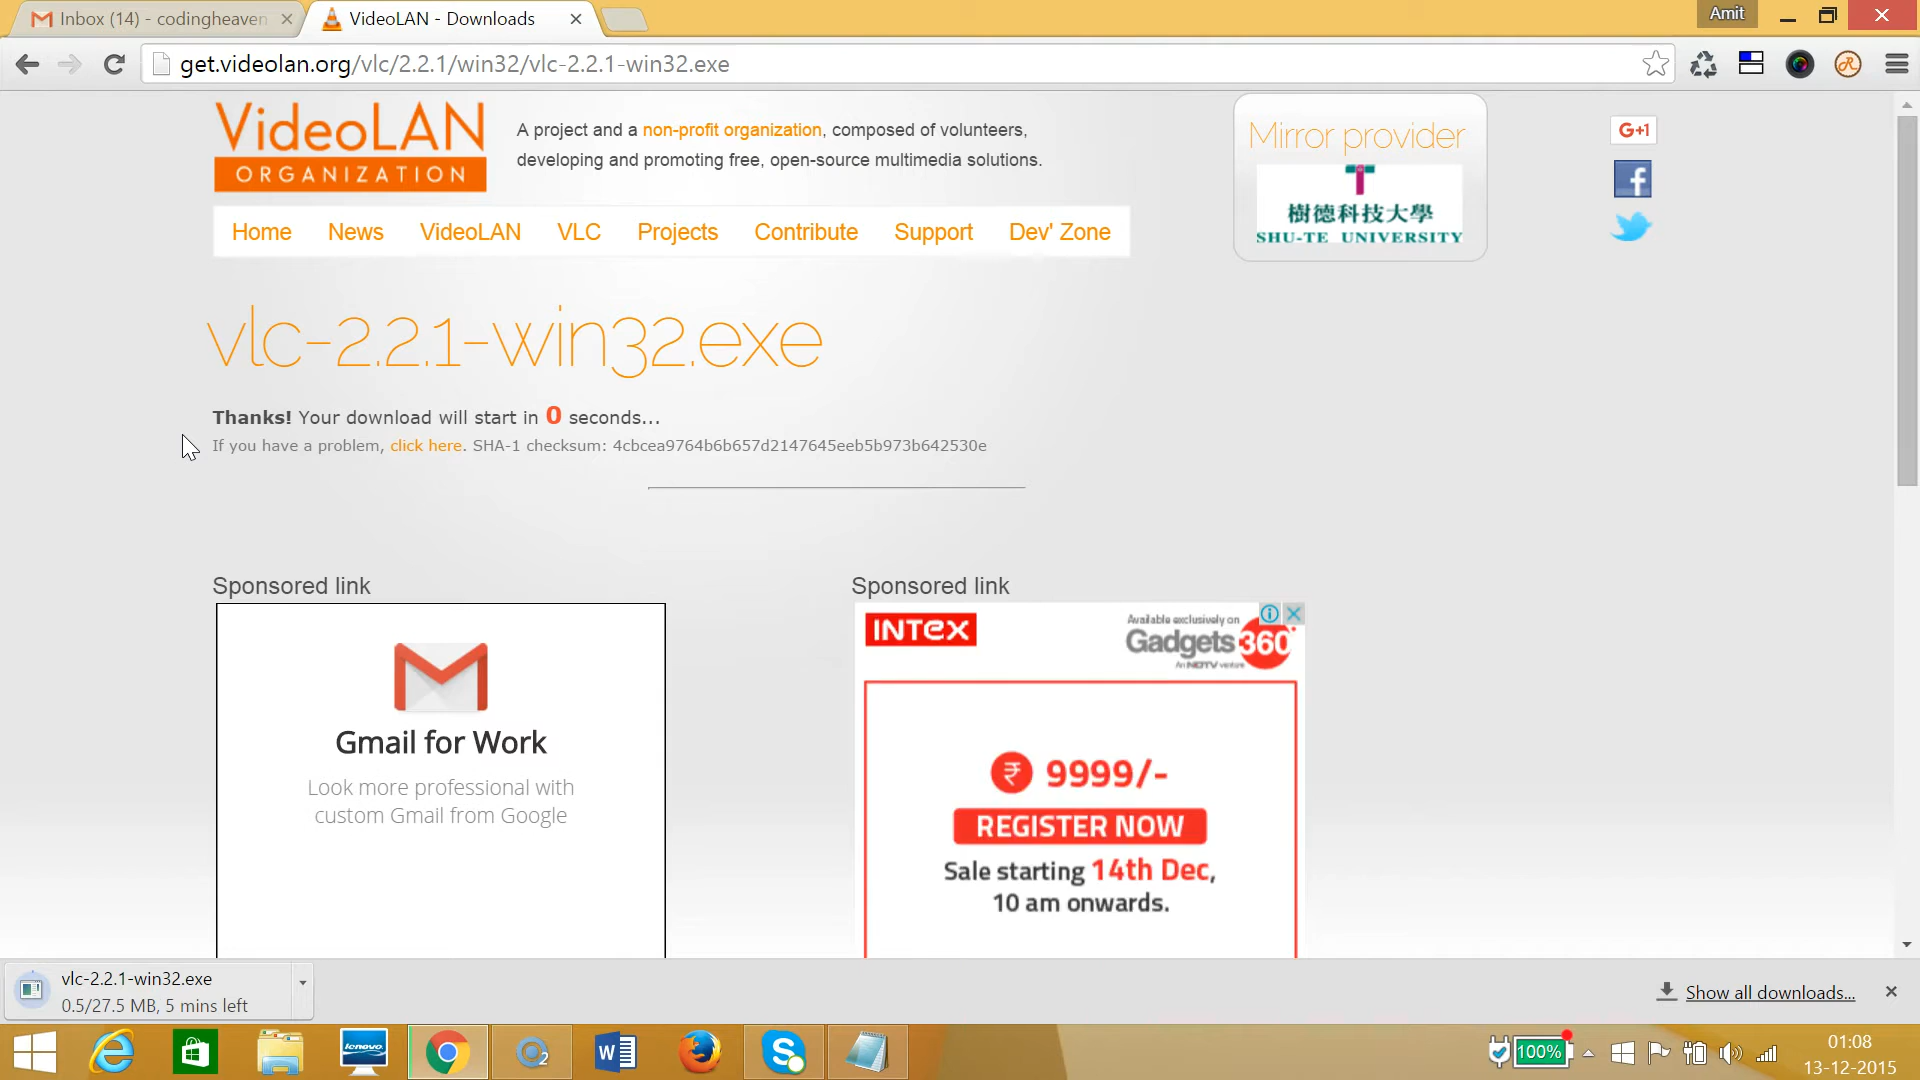 Inbox (14) - codingheaven
VideoLAN - Downloads
Amit
get.videolan.org/vlc/2.2.1/win32/vlc-2.2.1-win32.exe
VideoLAN
ORGANIZATION
A project and a non-profit organization, composed of volunteers,
developing and promoting free, open-source multimedia solutions.
Mirror provider
樹德科技大學
SHU-TE UNIVERSITY
G+1
Home News VideoLAN VLC Projects Contribute Support Dev' Zone
vlc-2.2.1-win32.exe
Thanks! Your download will start in 0 seconds...
If you have a problem, click here. SHA-1 checksum: 4cbcea9764b6b657d2147645eeb5b973b642530e
Sponsored link
Gmail for Work
Look more professional with
custom Gmail from Google
Sponsored link
INTEX
Available exclusively on
Gadgets 360
An NDTV venture
₹ 9999/-
REGISTER NOW
Sale starting 14th Dec,
10 am onwards.
vlc-2.2.1-win32.exe
0.5/27.5 MB, 5 mins left
Show all downloads...
lenovo
2
100%
01:08
13-12-2015